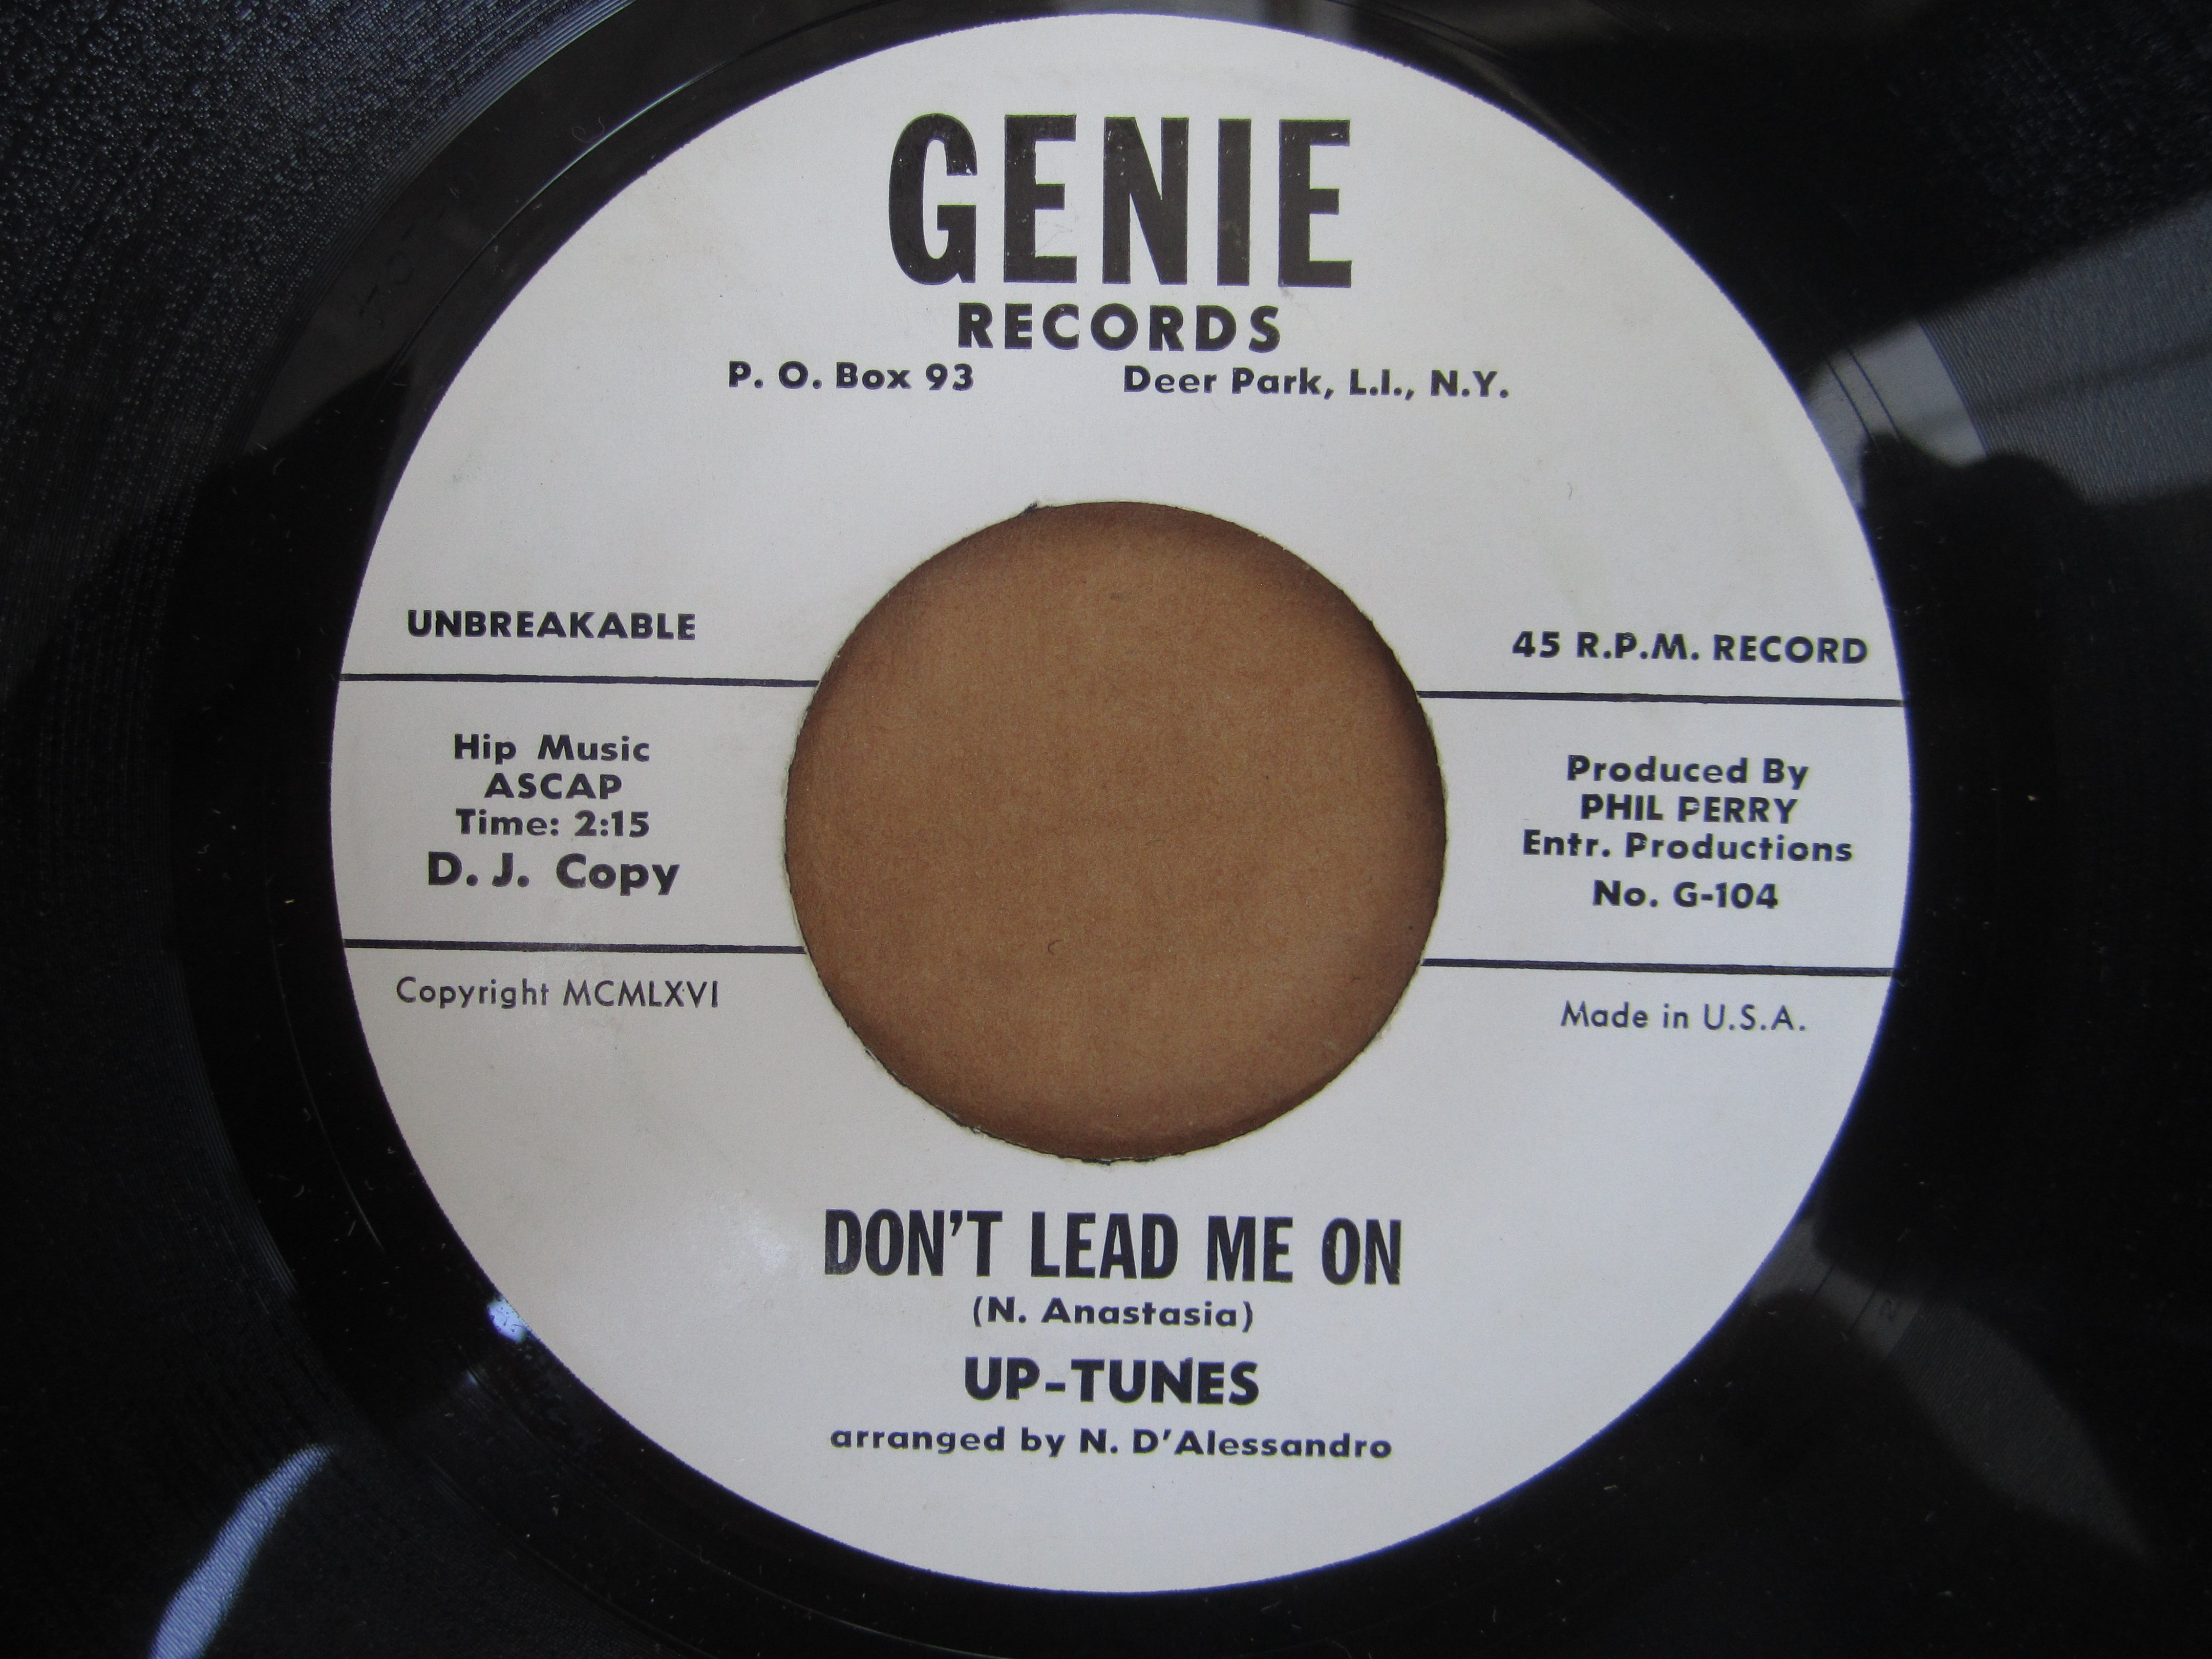 GENIE
RECORDS
P. O. Box 93 Deer Park, L.I., N.Y.
UNBREAKABLE
45 R.P.M. RECORD
Hip Music
ASCAP
Time: 2:15
D. J. Copy
Produced By
PHIL PERRY
Entr. Productions
No. G-104
Copyright MCMLXVI
Made in U.S.A.
DON'T LEAD ME ON
(N. Anastasia)
UP-TUNES
arranged by N. D'Alessandro